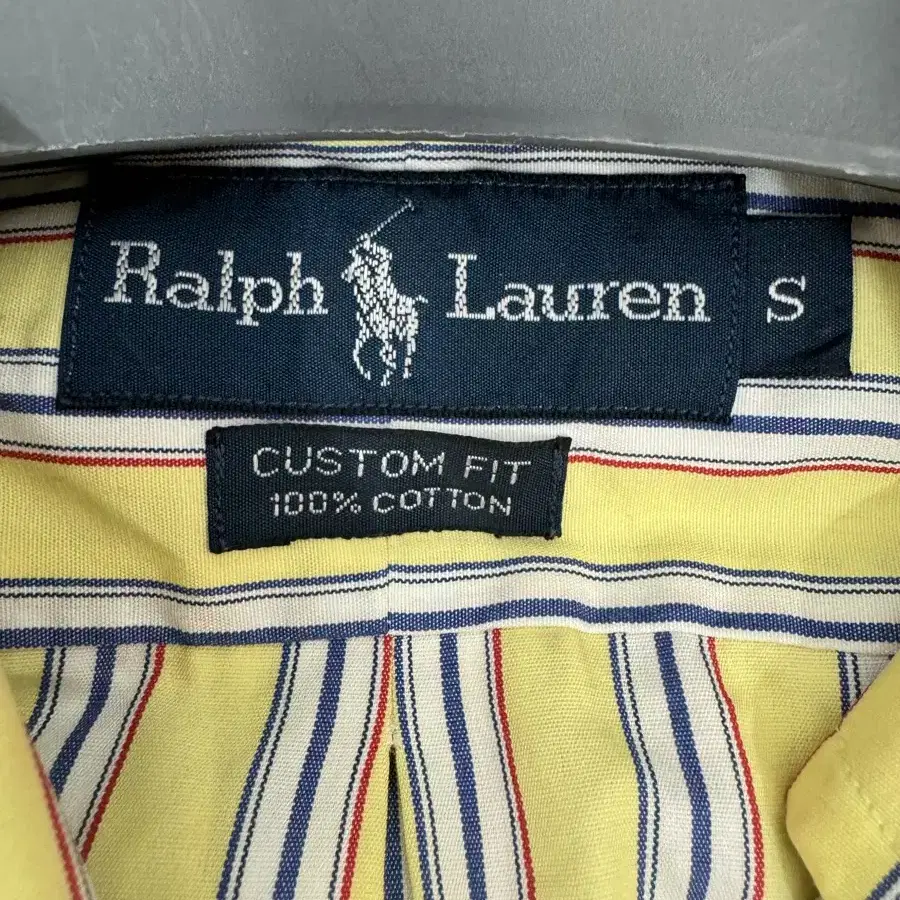 Ralph Lauren S
CUSTOM FIT
100% COTTON